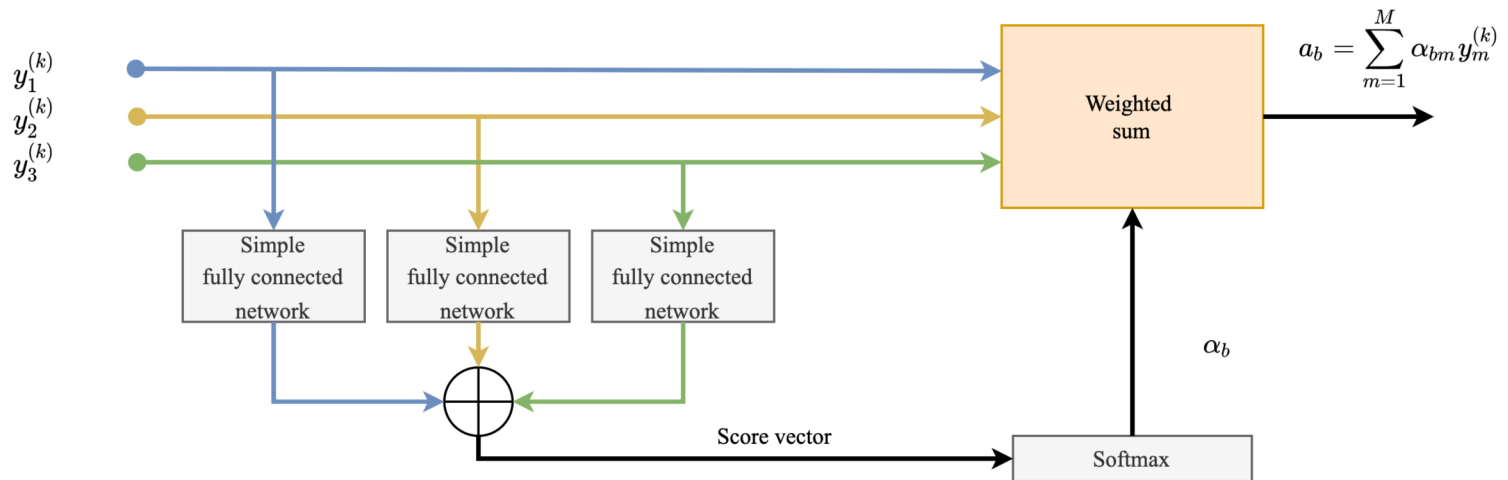 y_1^{(k)}
y_2^{(k)}
y_3^{(k)}
Weighted
sum
a_b = \sum_{m=1}^{M} \alpha_{bm} y_m^{(k)}
Simple
fully connected
network
Simple
fully connected
network
Simple
fully connected
network
α_b
Score vector
Softmax